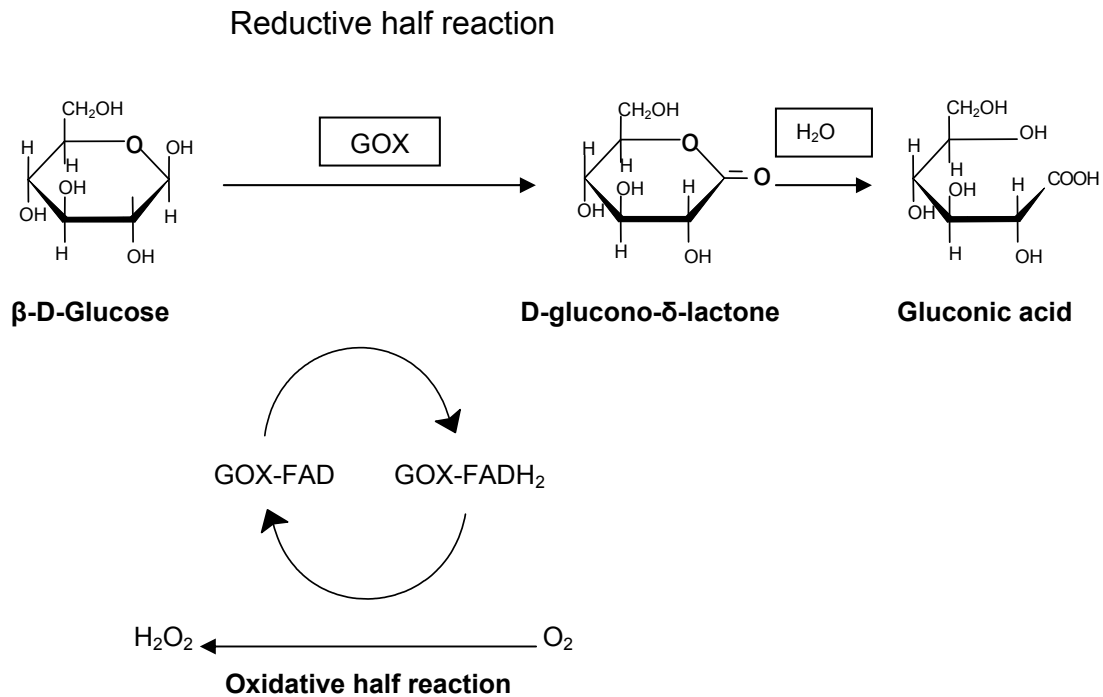 Reductive half reaction
CH₂OH
O
H
OH
H
OH
OH
H
H
OH
GOX
CH₂OH
O
H
H
OH
H
O
OH
H
OH
H₂O
CH₂OH
OH
H
H
OH
H
COOH
OH
H
OH
β-D-Glucose
D-glucono-δ-lactone
Gluconic acid
GOX-FAD
GOX-FADH₂
H₂O₂
O₂
Oxidative half reaction